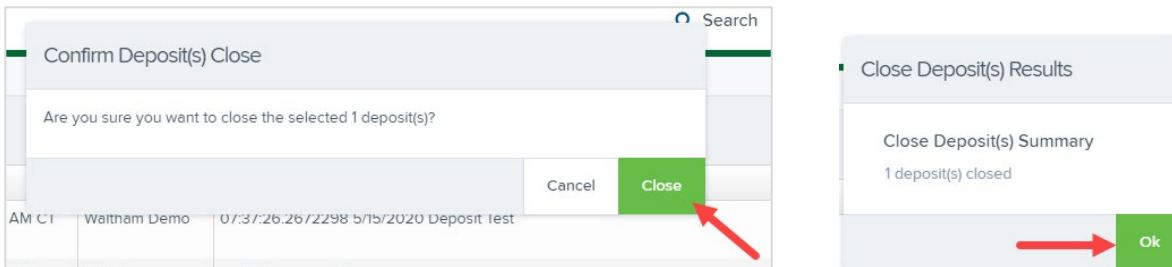 Search
Confirm Deposit(s) Close
Are you sure you want to close the selected 1 deposit(s)?
Cancel Close
AM CT Waltham Demo 07:37:26.2672298 5/15/2020 Deposit Test
Close Deposit(s) Results
Close Deposit(s) Summary
1 deposit(s) closed
Ok